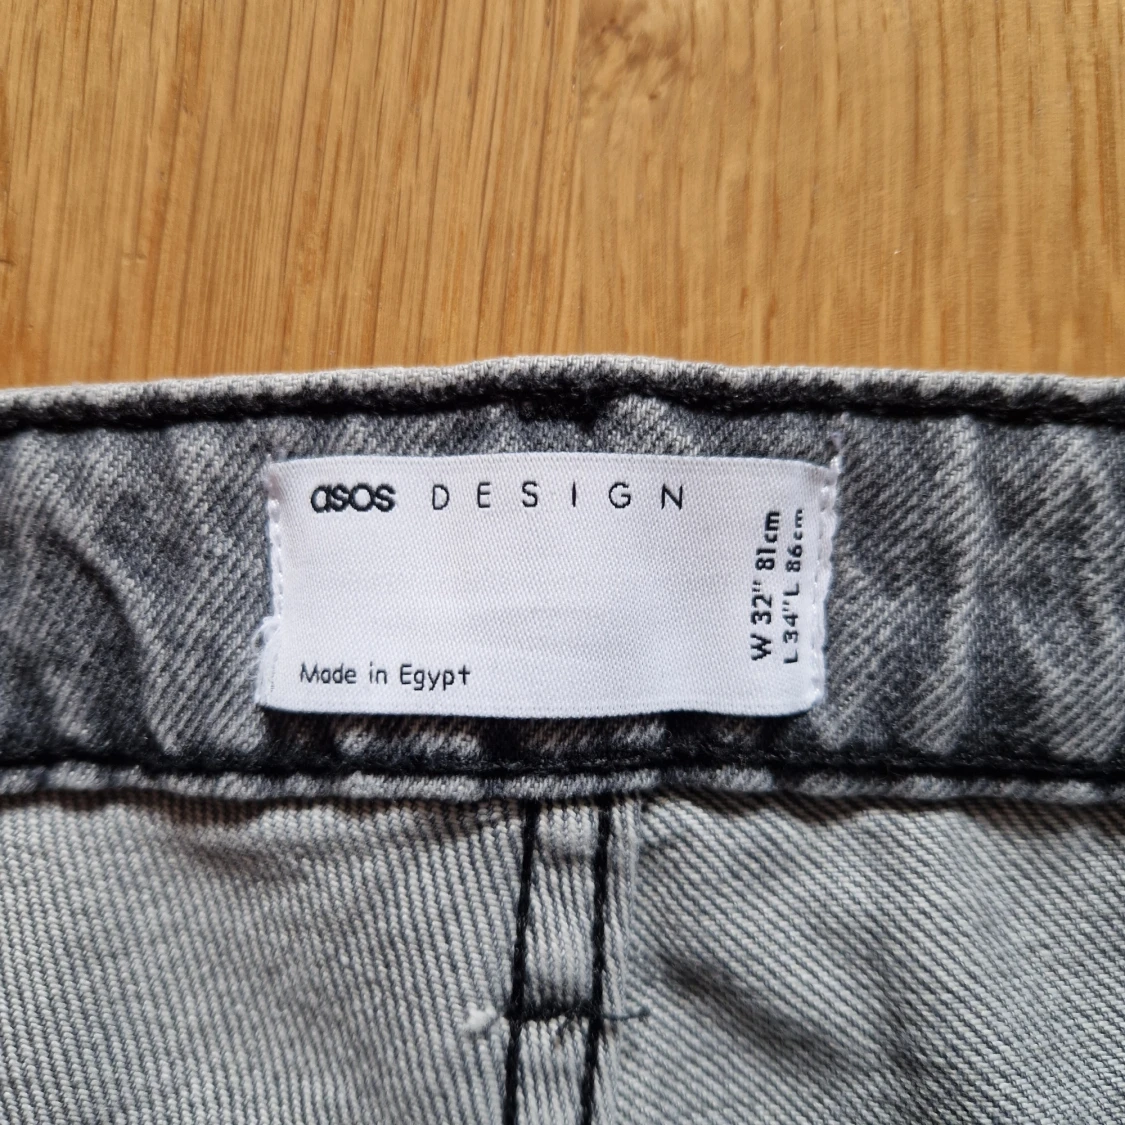 asos DESIGN
W 32" 81cm
L 34"L 86cm
Made in Egypt